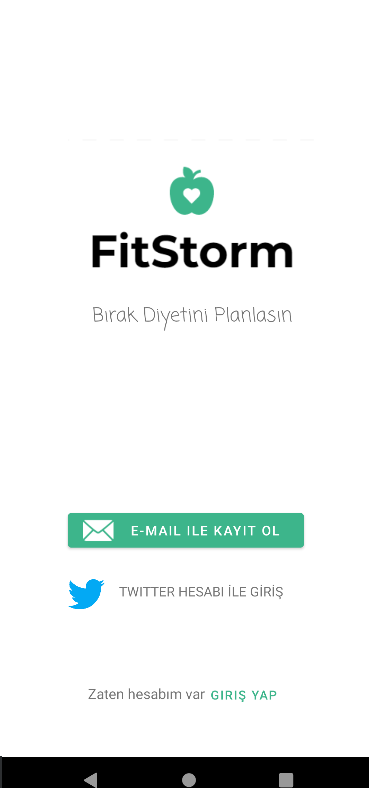 FitStorm
Bırak Diyetini Planlasın
E-MAIL ILE KAYIT OL
TWITTER HESABI İLE GİRİŞ
Zaten hesabım var GIRIŞ YAP